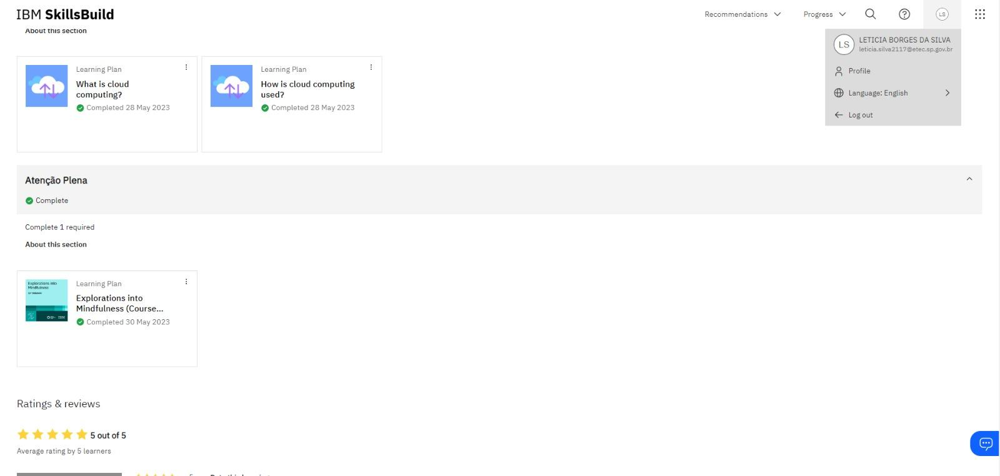 IBM SkillsBuild
Recommendations
Progress
LS
About this section
LS
LETICIA BORGES DA SILVA
leticia.silva2117@etec.sp.gov.br
Profile
Language: English
Log out
Learning Plan
What is cloud
computing?
Completed 28 May 2023
Learning Plan
How is cloud computing
used?
Completed 28 May 2023
Atenção Plena
Complete
Complete 1 required
About this section
Explorations into
Mindfulness
Learning Plan
Explorations into
Mindfulness (Course...
Completed 30 May 2023
Ratings & reviews
5 out of 5
Average rating by 5 learners